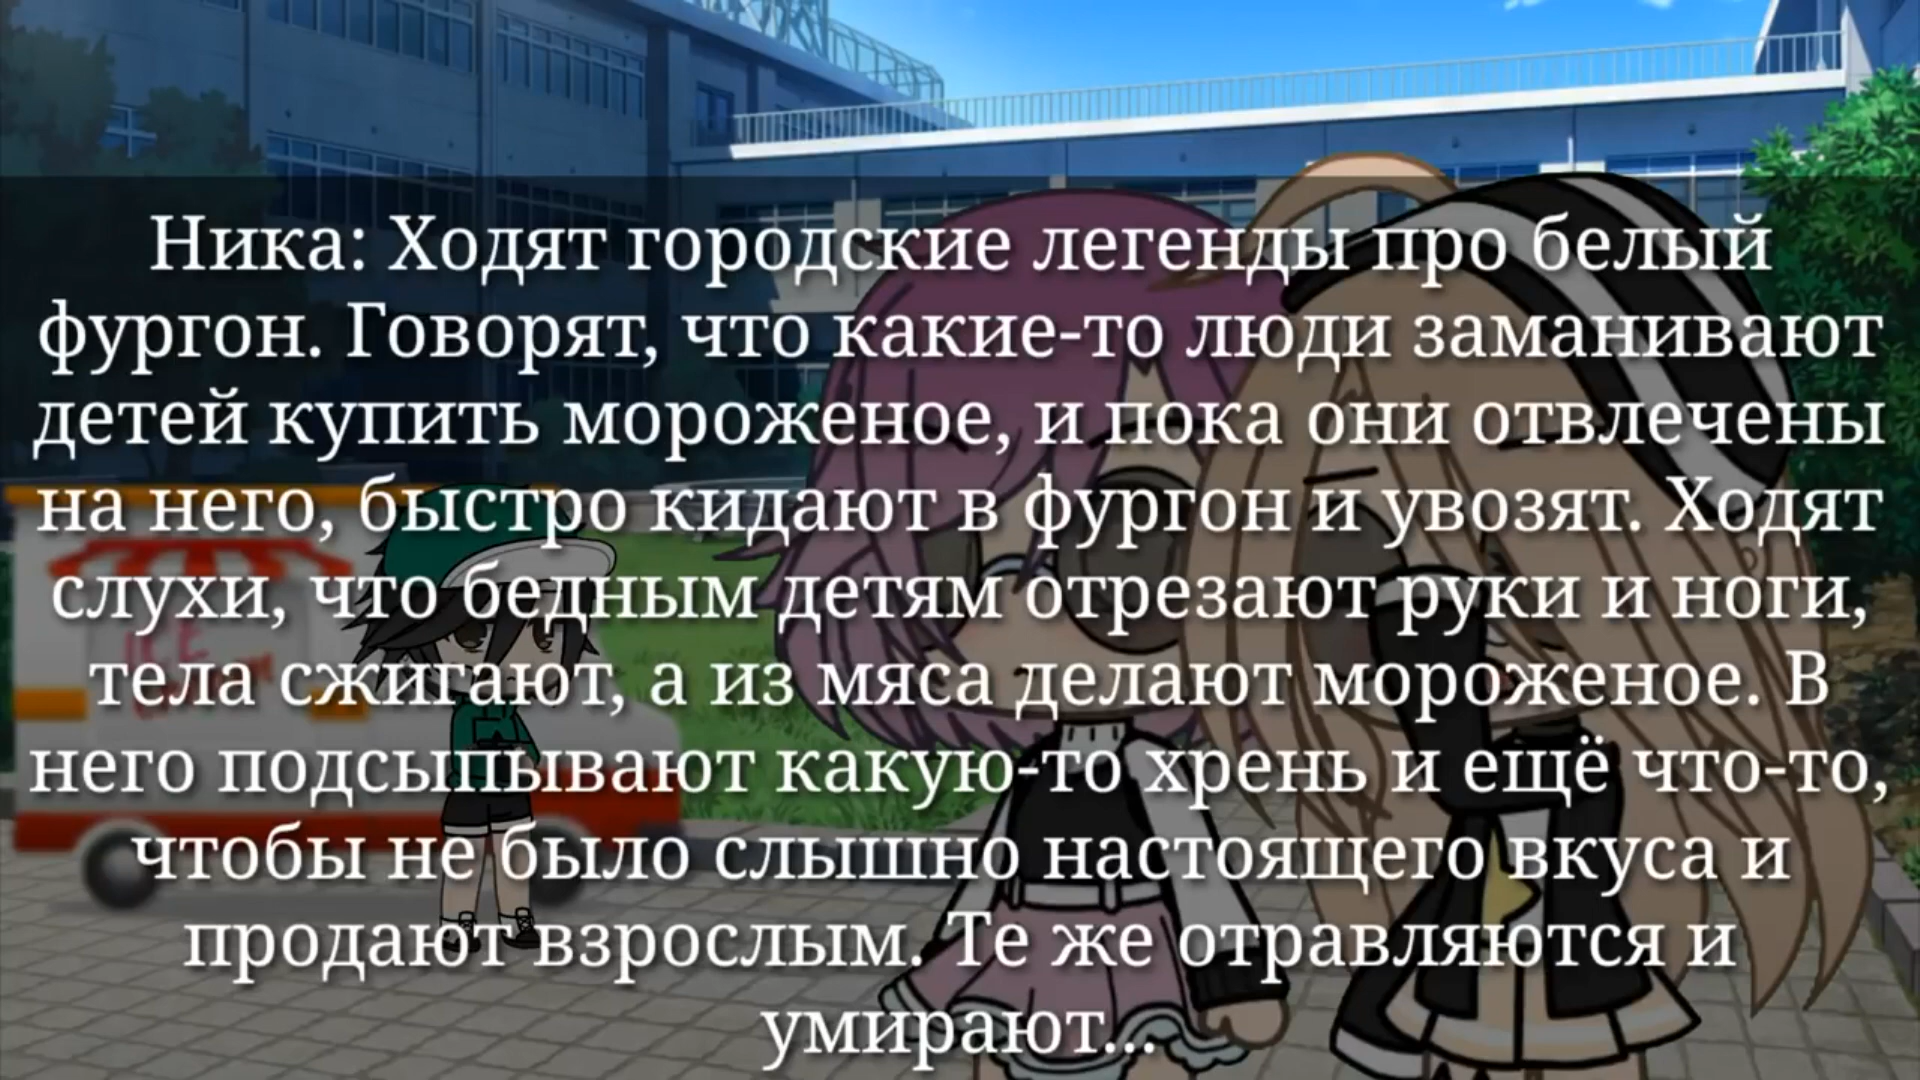 Ника: Ходят городские легенды про белый
фургон. Говорят, что какие-то люди заманивают
детей купить мороженое, и пока они отвлечены
на него, быстро кидают в фургон и увозят. Ходят
слухи, что бедным детям отрезают руки и ноги,
тела сжигают, а из мяса делают мороженое. В
него подсыпывают какую-то хрень и ещё что-то,
чтобы не было слышно настоящего вкуса и
продают взрослым. Те же отравляются и
умирают...
ICE